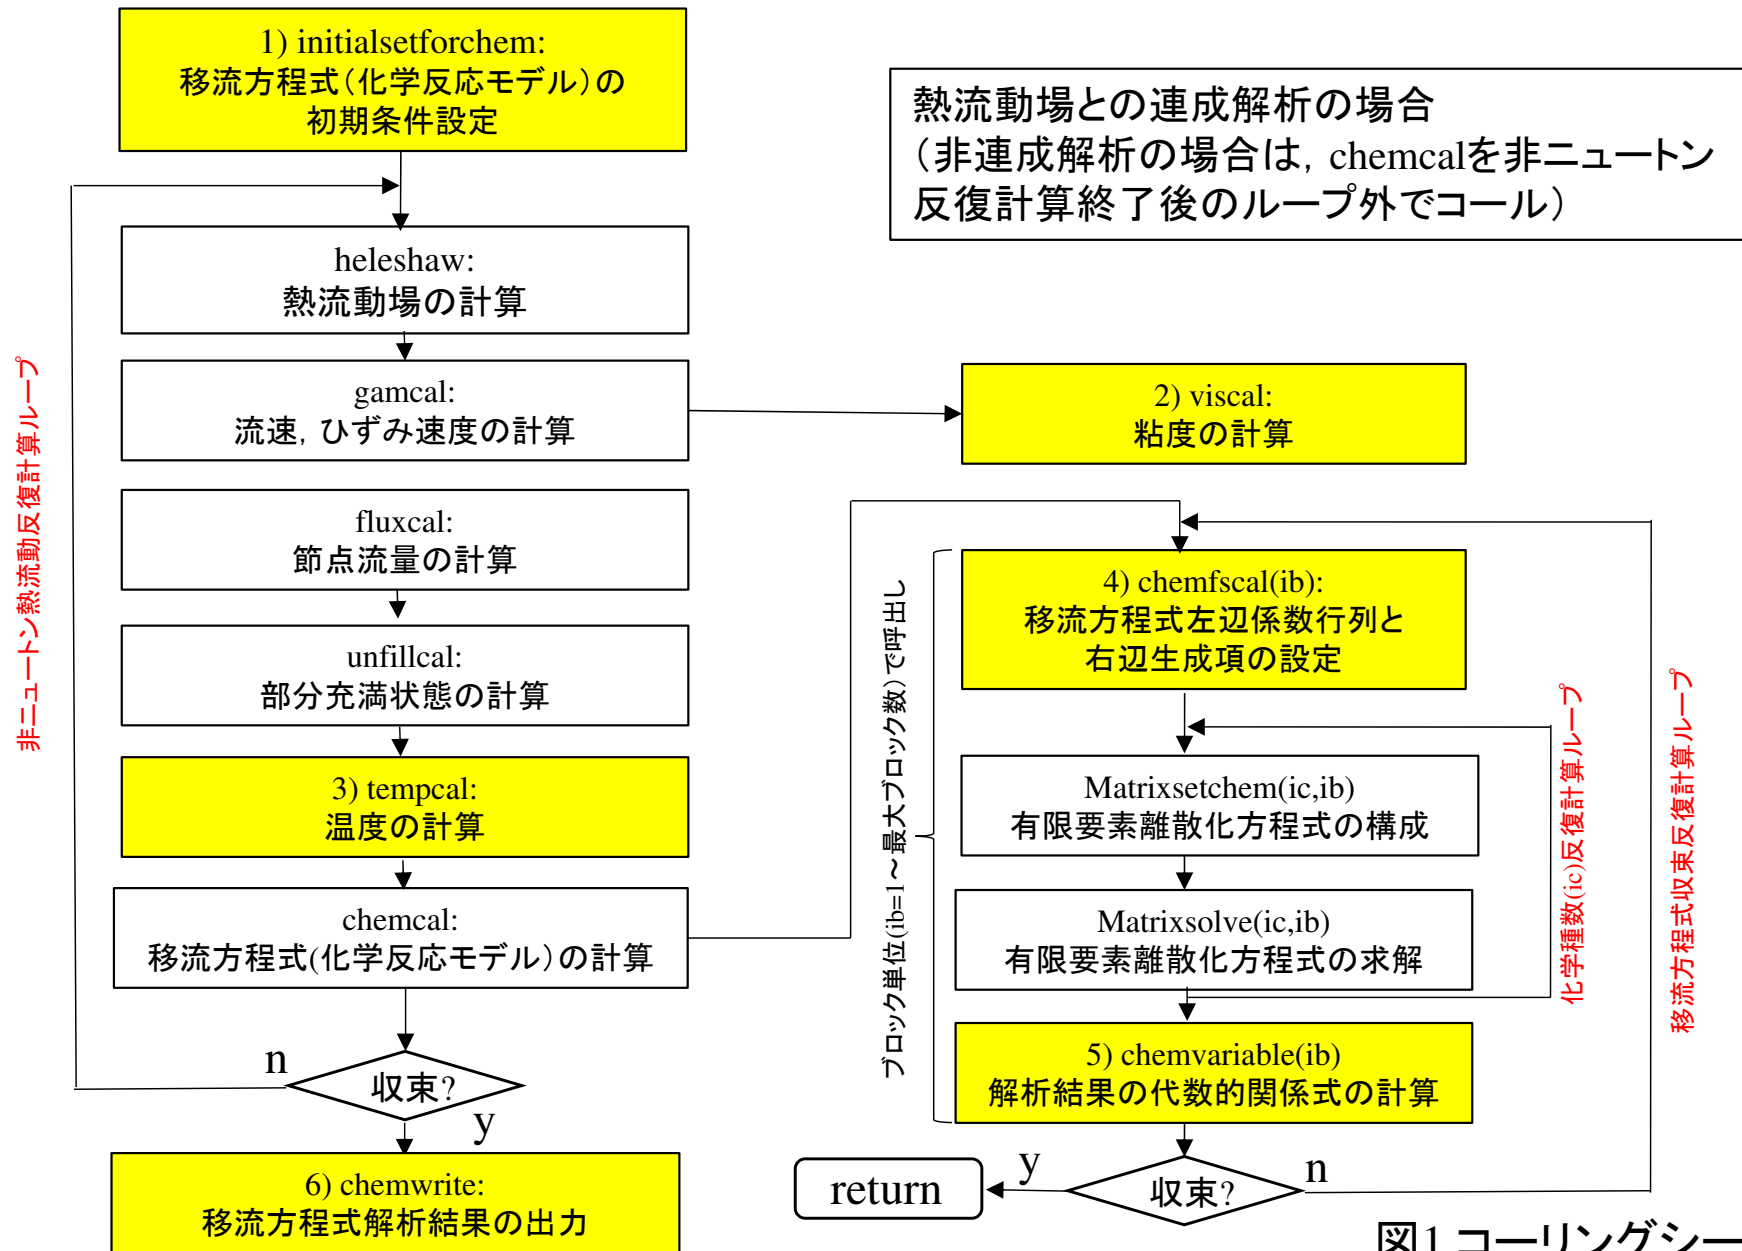 1) initialsetforchem:
移流方程式(化学反応モデル)の
初期条件設定
熱流動場との連成解析の場合
(非連成解析の場合は, chemcalを非ニュートン
反復計算終了後のループ外でコール)
heleshaw:
熱流動場の計算
gamcal:
流速, ひずみ速度の計算
2) viscal:
粘度の計算
fluxcal:
節点流量の計算
unfillcal:
部分充満状態の計算
3) tempcal:
温度の計算
chemcal:
移流方程式(化学反応モデル)の計算
収束?
n
y
6) chemwrite:
移流方程式解析結果の出力
非ニュートン熱流動反復計算ループ
4) chemfscal(ib):
移流方程式左辺係数行列と
右辺生成項の設定
Matrixsetchem(ic,ib)
有限要素離散化方程式の構成
Matrixsolve(ic,ib)
有限要素離散化方程式の求解
5) chemvariable(ib)
解析結果の代数的関係式の計算
収束?
y
n
return
ブロック単位(ib=1～最大ブロック数)で呼出し
化学種数(ic)反復計算ループ
移流方程式収束反復計算ループ
図1 コーリングシー